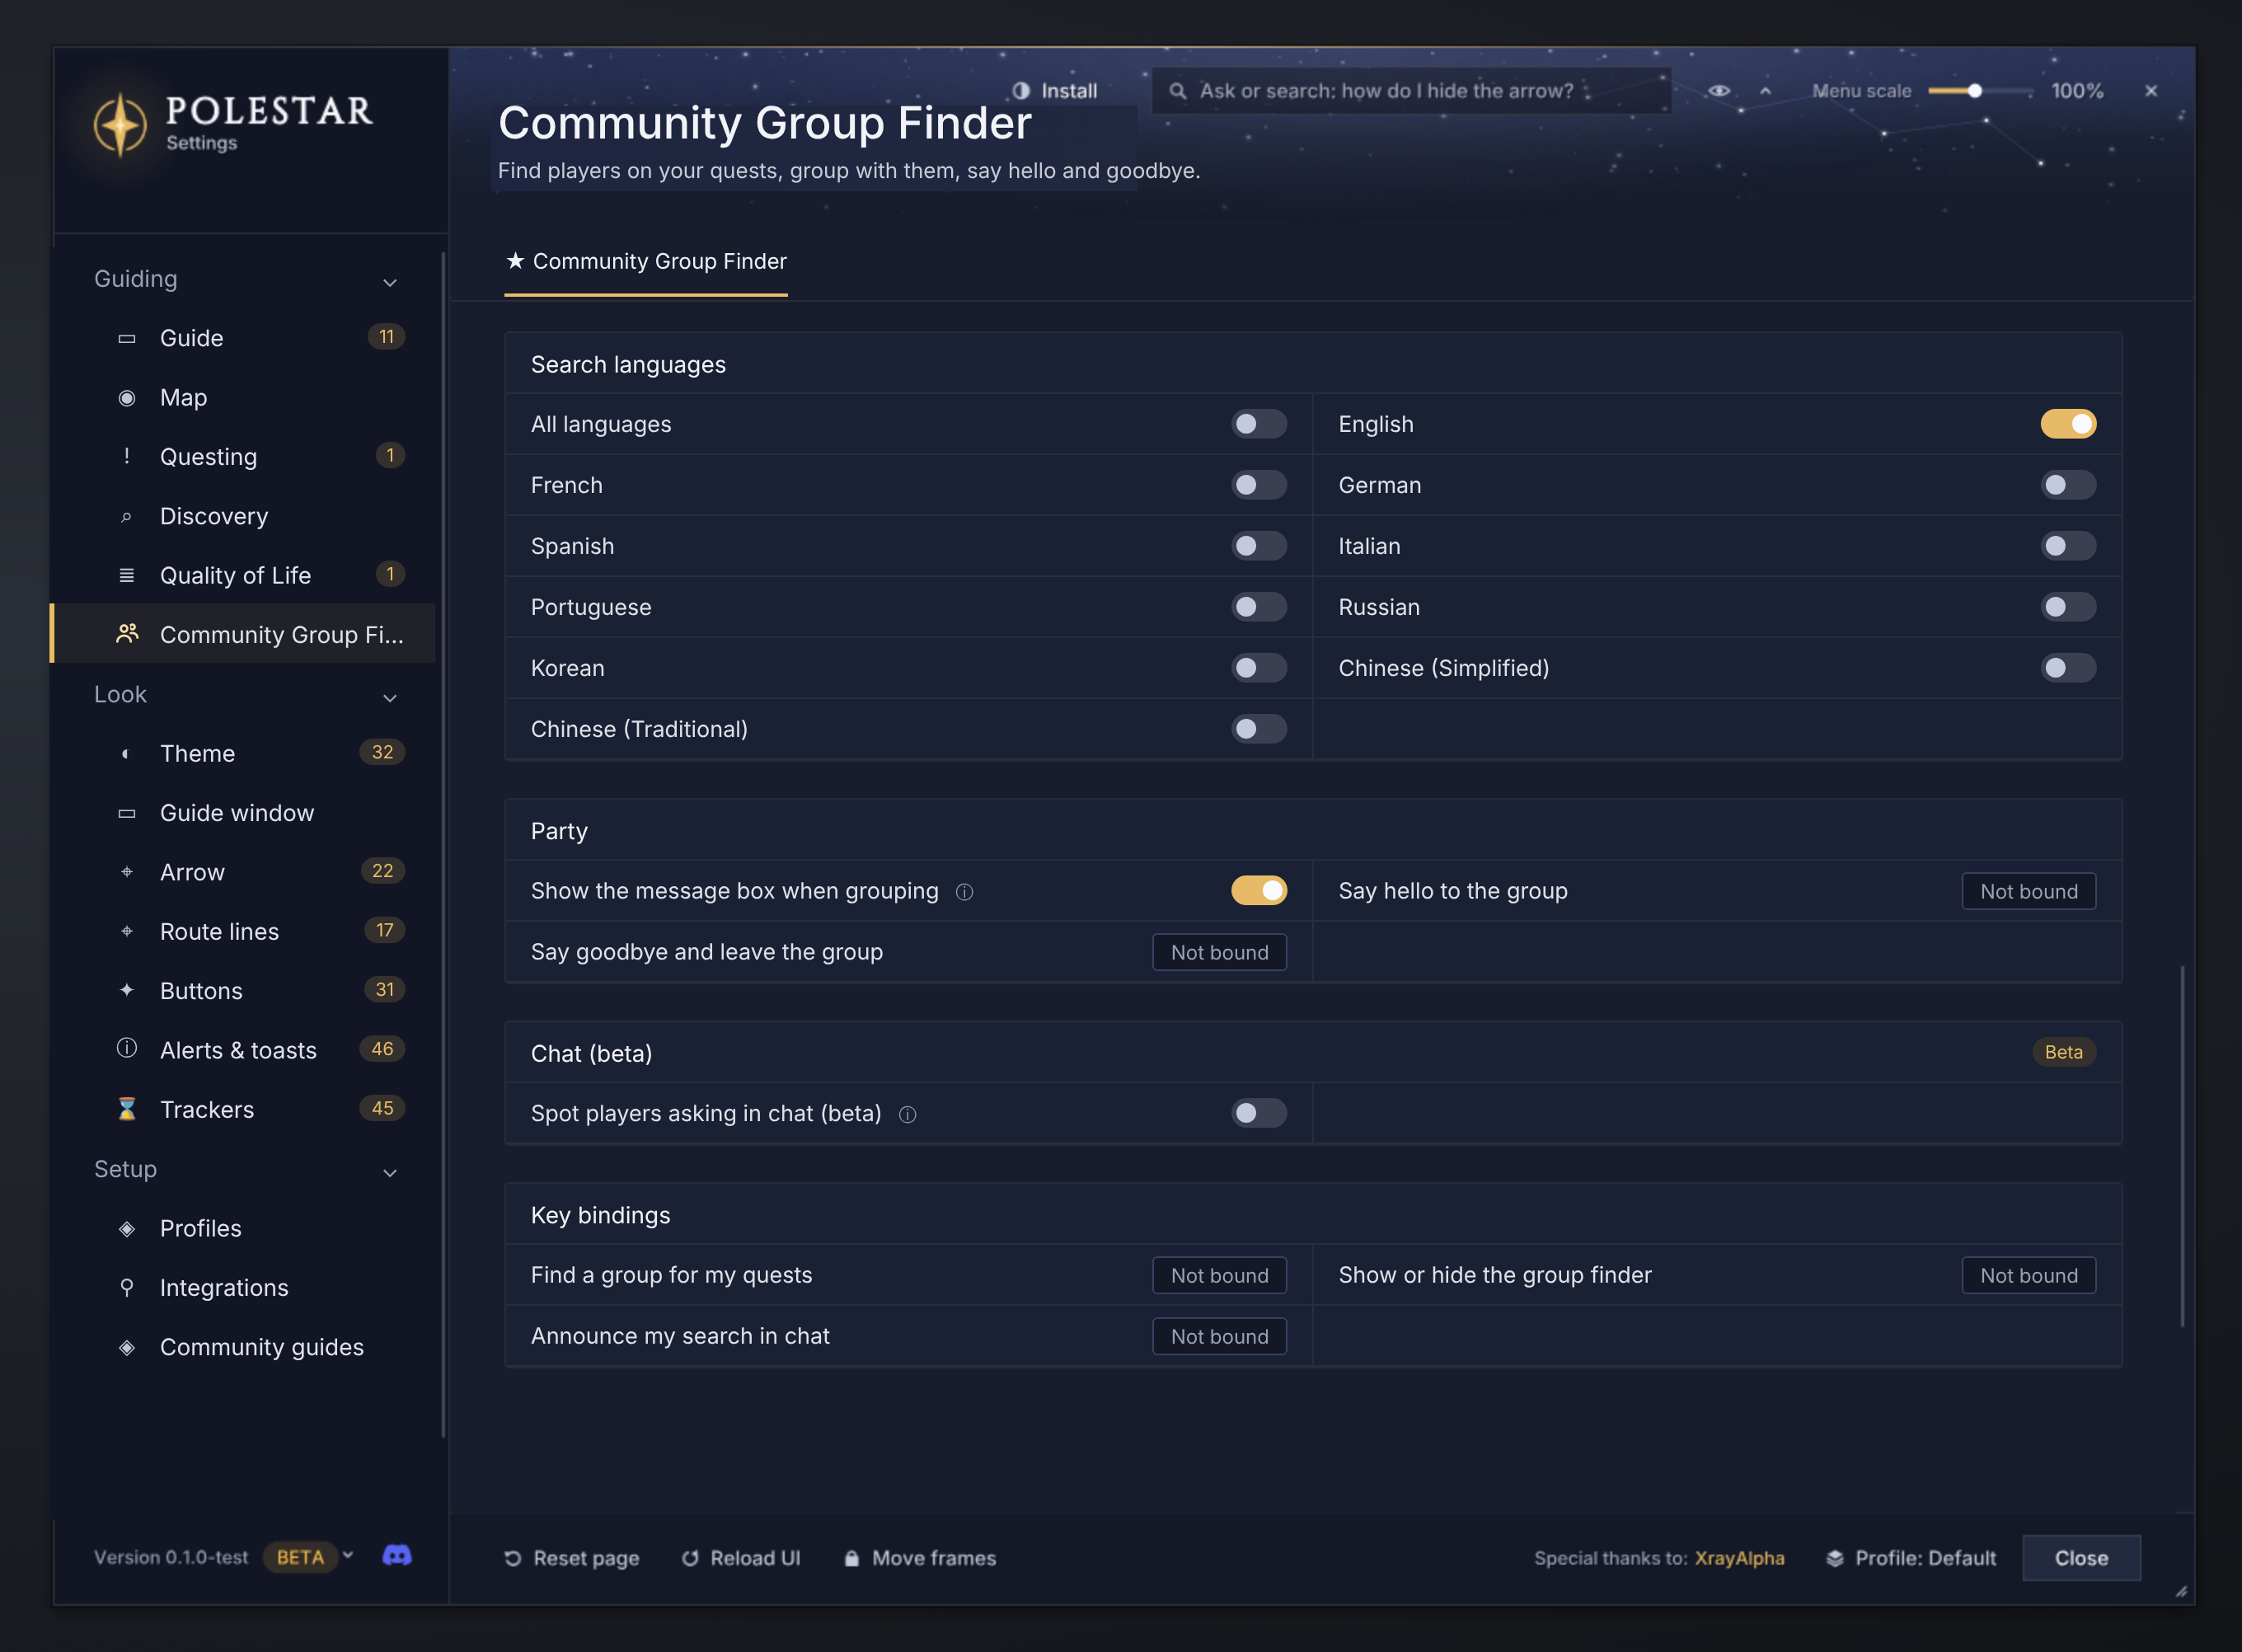 POLESTAR
Settings
Install
Ask or search: how do I hide the arrow?
Menu scale
100%
Community Group Finder
Find players on your quests, group with them, say hello and goodbye.
Guiding
Guide 11
Map
! Questing 1
Discovery
Quality of Life 1
Community Group Fi...
Look
Theme 32
Guide window
Arrow 22
Route lines 17
Buttons 31
Alerts & toasts 46
Trackers 45
Setup
Profiles
Integrations
Community guides
Version 0.1.0-test BETA
★ Community Group Finder
Search languages
All languages
English
French
German
Spanish
Italian
Portuguese
Russian
Korean
Chinese (Simplified)
Chinese (Traditional)
Party
Show the message box when grouping
Say hello to the group Not bound
Say goodbye and leave the group Not bound
Chat (beta) Beta
Spot players asking in chat (beta)
Key bindings
Find a group for my quests Not bound
Show or hide the group finder Not bound
Announce my search in chat Not bound
Reset page
Reload UI
Move frames
Special thanks to: XrayAlpha
Profile: Default
Close